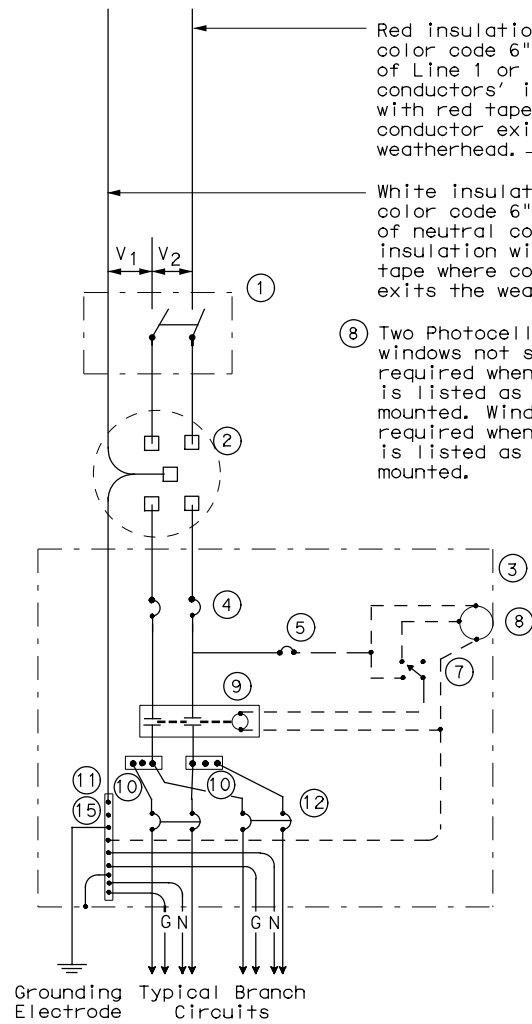 Red insulatio
color code 6"
of Line 1 or
conductors' i
with red tape
conductor exi
weatherhead.
White insulat
color code 6"
of neutral co
insulation wi
tape where co
exits the wea
V1
V2
1
8 Two Photocell
windows not s
required when
is listed as
mounted. Wind
required when
is listed as
mounted.
2
3
4
5
8
7
9
11
10
10
15
12
G N
G N
Grounding Typical Branch
Electrode Circuits